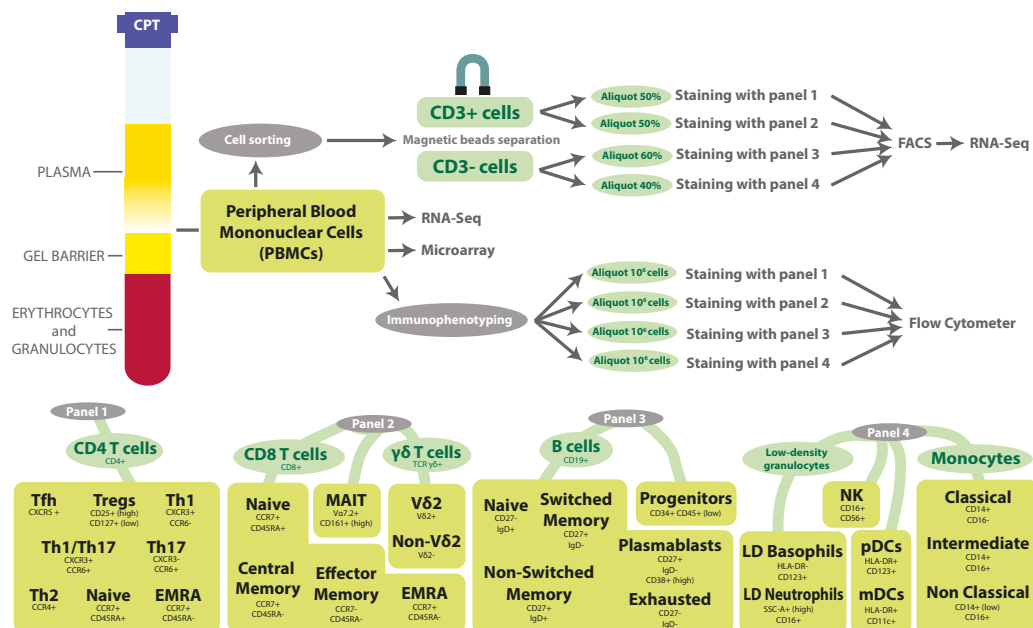 CPT
PLASMA
GEL BARRIER
ERYTHROCYTES
and
GRANULOCYTES
Cell sorting
Peripheral Blood
Mononuclear Cells
(PBMCs)
RNA-Seq
Microarray
Immunophenotyping
CD3+ cells
Magnetic beads separation
CD3- cells
Aliquot 50%
Staining with panel 1
Aliquot 50%
Staining with panel 2
Aliquot 60%
Staining with panel 3
Aliquot 40%
Staining with panel 4
FACS
RNA-Seq
Aliquot 10⁶ cells
Staining with panel 1
Aliquot 10⁶ cells
Staining with panel 2
Aliquot 10⁶ cells
Staining with panel 3
Aliquot 10⁶ cells
Staining with panel 4
Flow Cytometer
Panel 1
CD4 T cells
CD4+
Tfh
CXCR5 +
Tregs
CD25+ (high)
CD127+ (low)
Th1
CXCR3+
CCR6-
Th1/Th17
CXCR3+
CCR6+
Th17
CXCR3-
CCR6+
Th2
CCR4+
Naive
CCR7+
CD45RA+
EMRA
CCR7+
CD45RA-
Panel 2
CD8 T cells
CD8+
γδ T cells
TCR γδ+
Naive
CCR7+
CD45RA+
Central
Memory
CCR7+
CD45RA-
MAIT
Vα7.2+
CD161+ (high)
Effector
Memory
CCR7-
CD45RA-
Vδ2
Vδ2+
Non-Vδ2
Vδ2-
EMRA
CCR7+
CD45RA-
Panel 3
B cells
CD19+
Naive
CD27-
IgD+
Switched
Memory
CD27+
IgD-
Non-Switched
Memory
CD27+
IgD+
Progenitors
CD34+ CD45+ (low)
Plasmablasts
CD27+
IgD-
CD38+ (high)
Exhausted
CD27-
IgD-
Panel 4
Low-density
granulocytes
Monocytes
NK
CD16+
CD56+
LD Basophils
HLA-DR-
CD123+
LD Neutrophils
SSC-A+ (high)
CD16+
pDCs
HLA-DR+
CD123+
mDCs
HLA-DR+
CD11c+
Classical
CD14+
CD16-
Intermediate
CD14+
CD16+
Non Classical
CD14+ (low)
CD16+